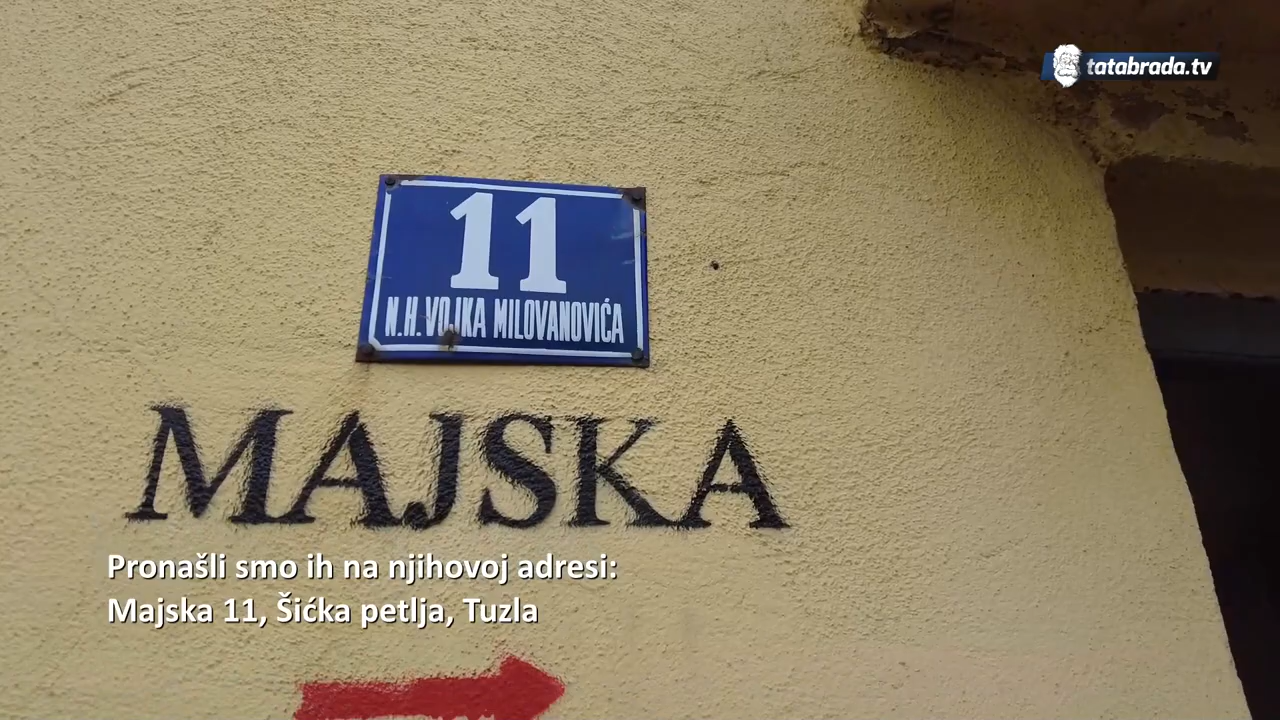 tatabrada.tv
11
N.H. VOJKA MILOVANOVIĆA
MAJSKA
Pronašli smo ih na njihovoj adresi:
Majska 11, Šićka petlja, Tuzla